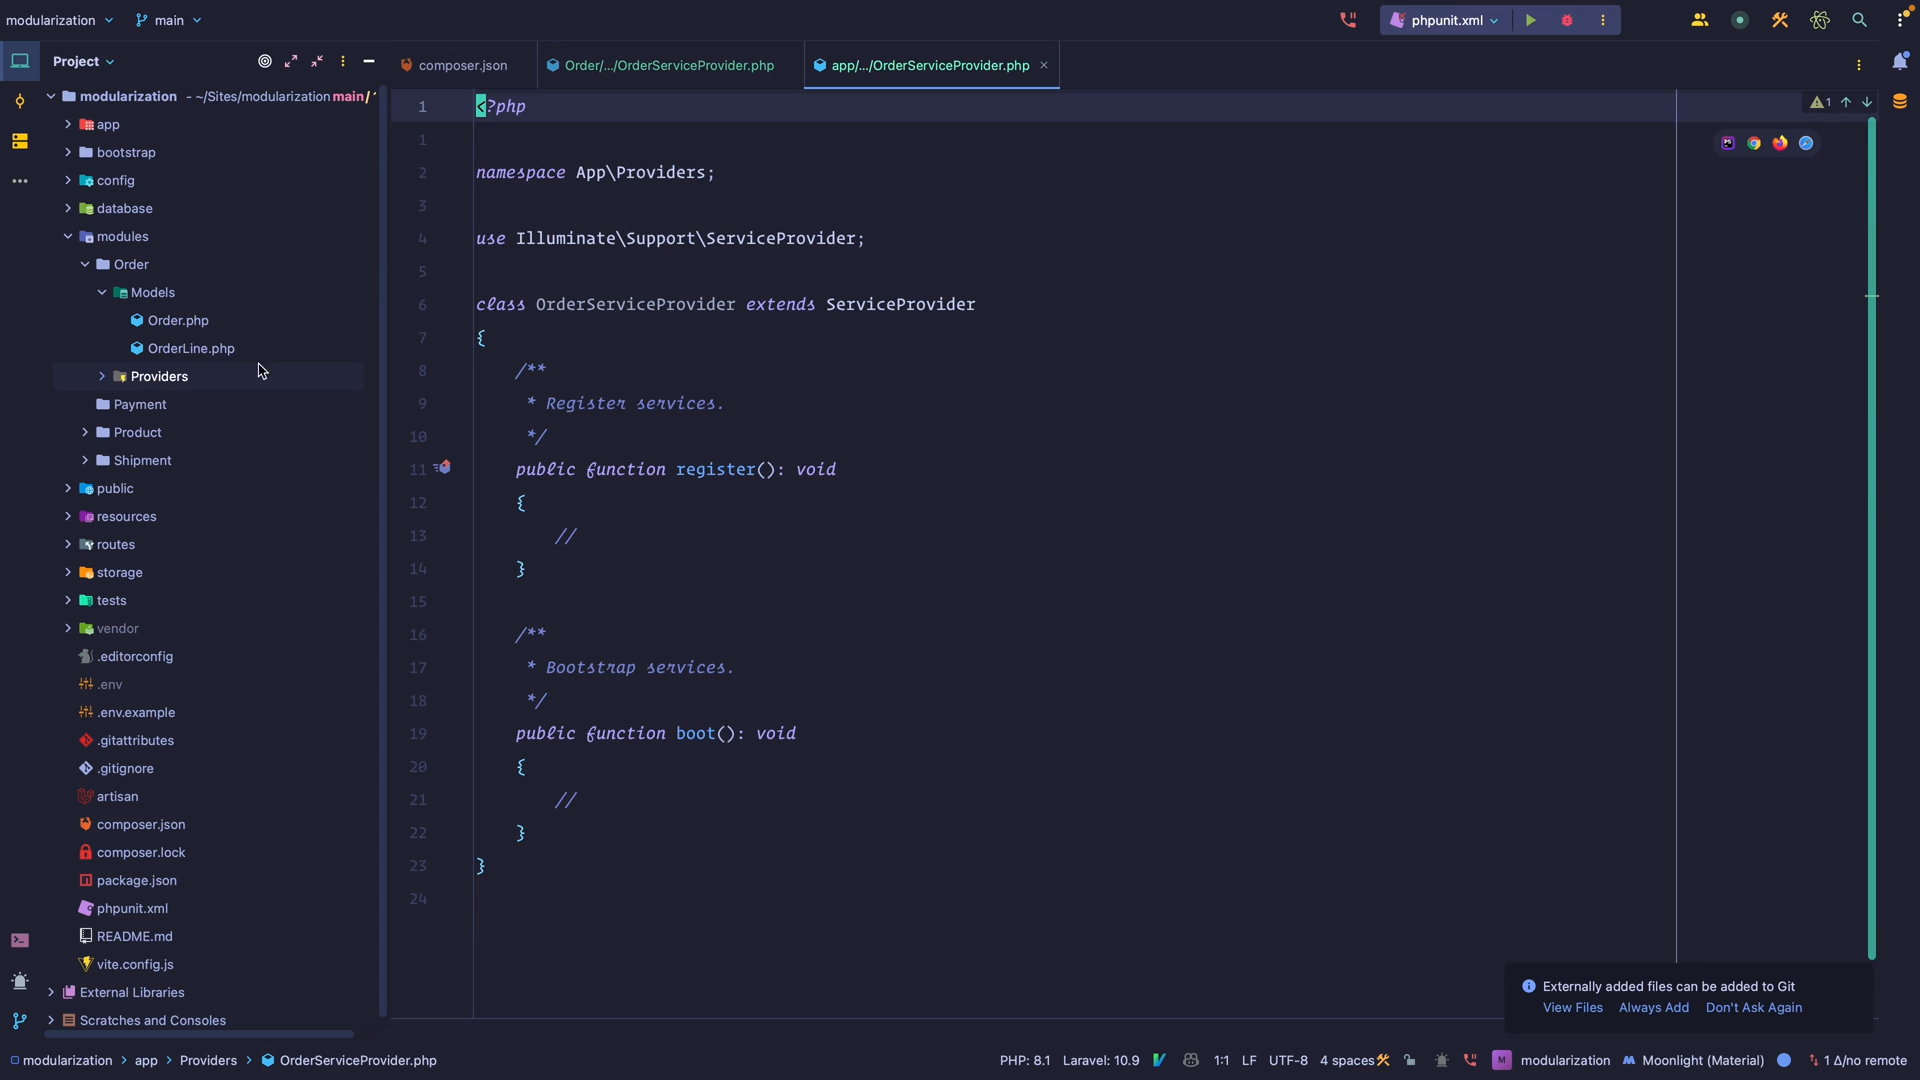 modularization main
phpunit.xml
Project
composer.json Order/.../OrderServiceProvider.php app/.../OrderServiceProvider.php
modularization - ~/Sites/modularization main /
app
bootstrap
config
database
modules
Order
Models
Order.php
OrderLine.php
Providers
Payment
Product
Shipment
public
resources
routes
storage
tests
vendor
.editorconfig
.env
.env.example
.gitattributes
.gitignore
artisan
composer.json
composer.lock
package.json
phpunit.xml
README.md
vite.config.js
External Libraries
Scratches and Consoles
1 <?php
1
2 namespace App\Providers;
3
4 use Illuminate\Support\ServiceProvider;
5
6 class OrderServiceProvider extends ServiceProvider
7 {
8 /**
9 * Register services.
10 */
11 public function register(): void
12 {
13 //
14 }
15
16 /**
17 * Bootstrap services.
18 */
19 public function boot(): void
20 {
21 //
22 }
23 }
24
1
PS
Externally added files can be added to Git
View Files Always Add Don't Ask Again
modularization > app > Providers > OrderServiceProvider.php
PHP: 8.1 Laravel: 10.9 1:1 LF UTF-8 4 spaces M modularization Moonlight (Material) 1 Δ/no remote